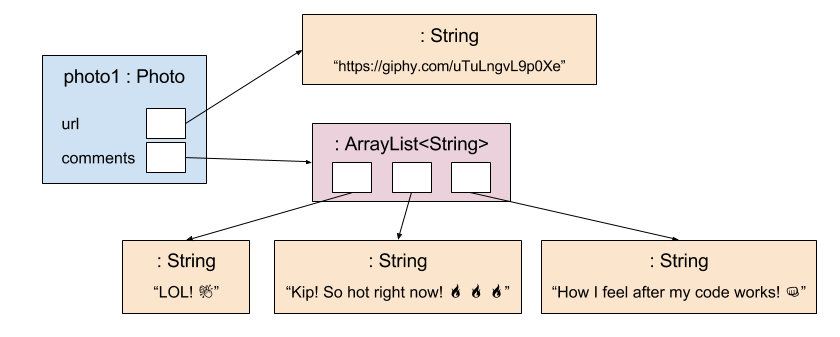 : String
“https://giphy.com/uTuLngvL9p0Xe”
photo1 : Photo
url
comments
: ArrayList<String>
: String
“LOL! 👏”
: String
“Kip! So hot right now! 🔥 🔥 🔥”
: String
“How I feel after my code works! 👊”